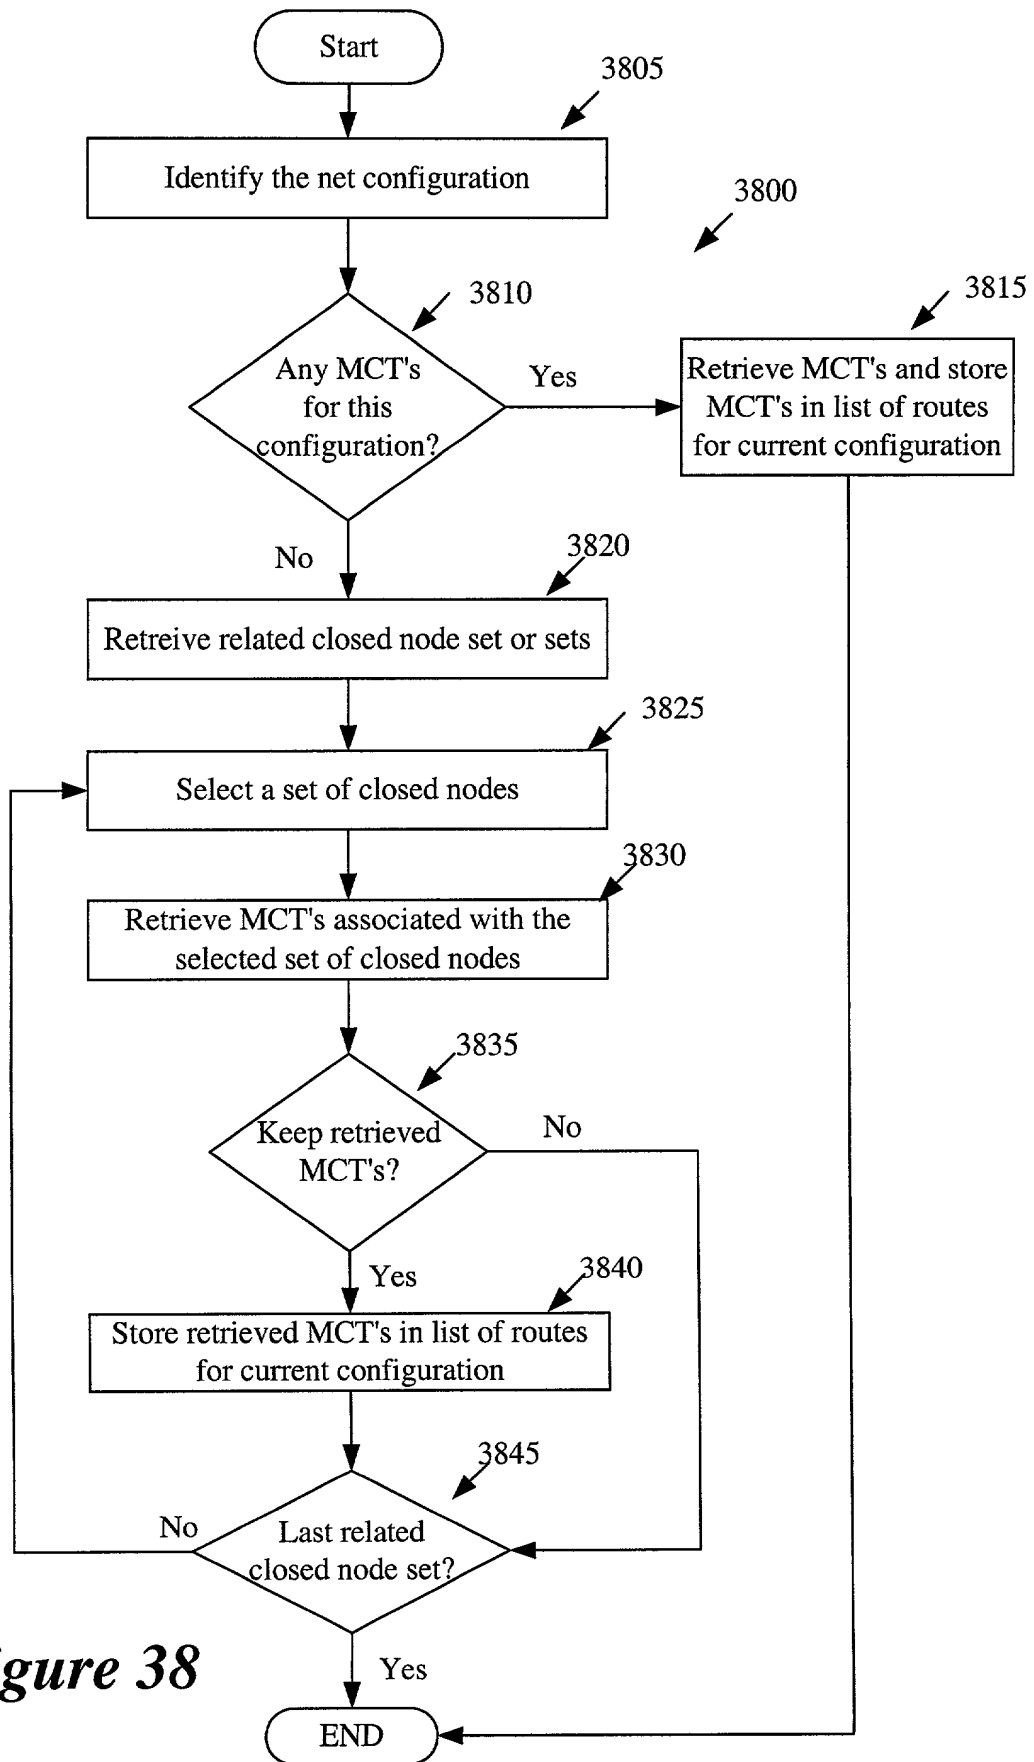 Start
3805
Identify the net configuration
3800
3810
3815
Any MCT's
for this
configuration?
Yes
Retrieve MCT's and store
MCT's in list of routes
for current configuration
No
3820
Retreive related closed node set or sets
3825
Select a set of closed nodes
3830
Retrieve MCT's associated with the
selected set of closed nodes
3835
Keep retrieved
MCT's?
No
Yes
3840
Store retrieved MCT's in list of routes
for current configuration
3845
No
Last related
closed node set?
Yes
igure 38
END